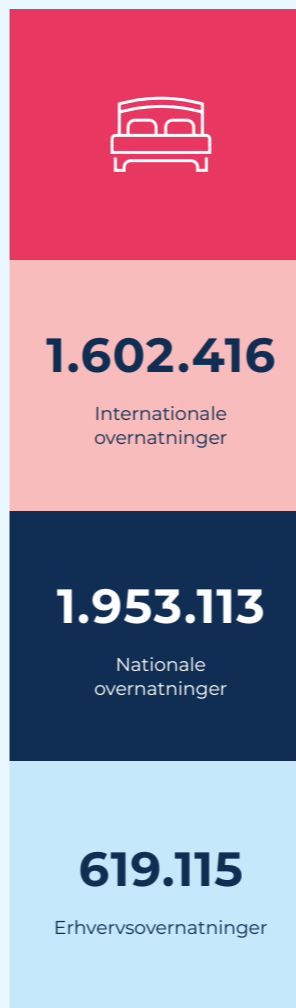 1.602.416
Internationale
overnatninger
1.953.113
Nationale
overnatninger
619.115
Erhvervsovernatninger